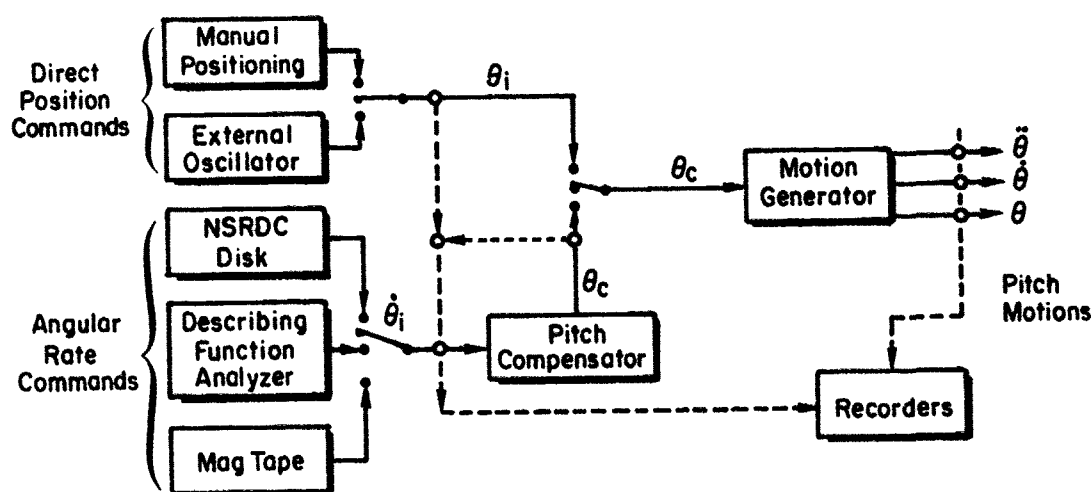 Direct
Position
Commands
Manual
Positioning
External
Oscillator
θi
θc
Motion
Generator
θ̈
θ̇
θ
Pitch
Motions
Angular
Rate
Commands
NSRDC
Disk
Describing
Function
Analyzer
Mag Tape
θ̇i
θc
Pitch
Compensator
Recorders